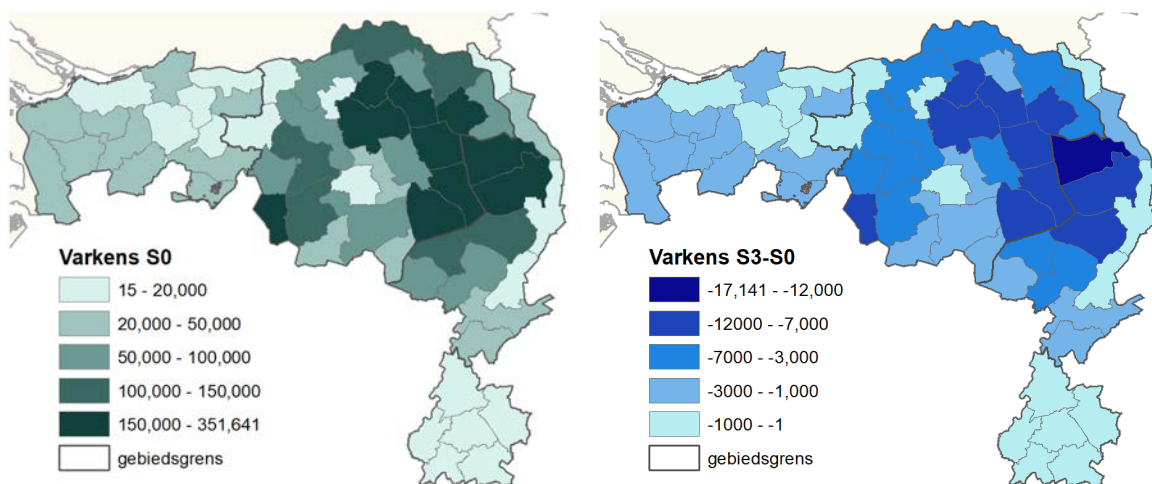 Varkens S0
15 - 20,000
20,000 - 50,000
50,000 - 100,000
100,000 - 150,000
150,000 - 351,641
gebiedsgrens
Varkens S3-S0
-17,141 - -12,000
-12000 - -7,000
-7000 - -3,000
-3000 - -1,000
-1000 - -1
gebiedsgrens